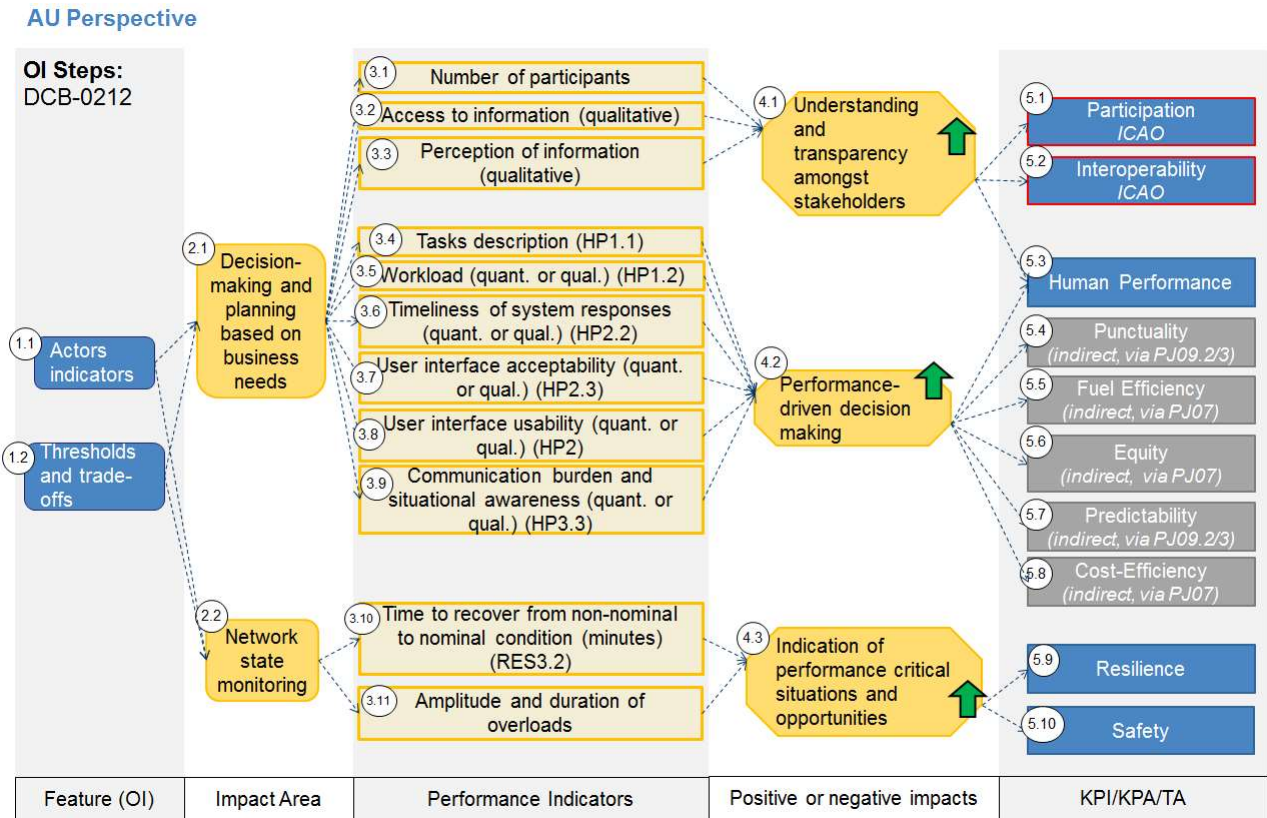 AU Perspective
OI Steps:
DCB-0212
1.1
Actors
indicators
1.2
Thresholds
and trade-
offs
2.1
Decision-
making and
planning
based on
business
needs
2.2
Network
state
monitoring
3.1
Number of participants
3.2
Access to information (qualitative)
3.3
Perception of information
(qualitative)
3.4
Tasks description (HP1.1)
3.5
Workload (quant. or qual.) (HP1.2)
3.6
Timeliness of system responses
(quant. or qual.) (HP2.2)
3.7
User interface acceptability (quant.
or qual.) (HP2.3)
3.8
User interface usability (quant. or
qual.) (HP2)
3.9
Communication burden and
situational awareness (quant. or
qual.) (HP3.3)
3.10
Time to recover from non-nominal
to nominal condition (minutes)
(RES3.2)
3.11
Amplitude and duration of
overloads
4.1
Understanding
and
transparency
amongst
stakeholders
4.2
Performance-
driven decision
making
4.3
Indication of
performance critical
situations and
opportunities
5.1
Participation
ICAO
5.2
Interoperability
ICAO
5.3
Human Performance
5.4
Punctuality
(indirect, via PJ09.2/3)
5.5
Fuel Efficiency
(indirect, via PJ07)
5.6
Equity
(indirect, via PJ07)
5.7
Predictability
(indirect, via PJ09.2/3)
5.8
Cost-Efficiency
(indirect, via PJ07)
5.9
Resilience
5.10
Safety
Feature (OI)
Impact Area
Performance Indicators
Positive or negative impacts
KPI/KPA/TA